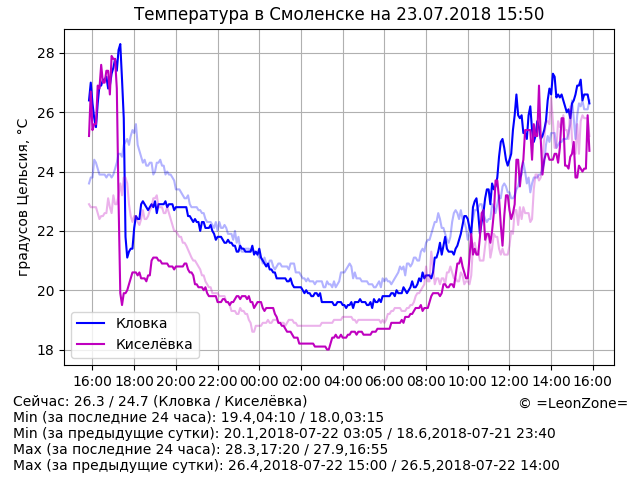 Температура в Смоленске на 23.07.2018 15:50
градусов Цельсия, °C
28
26
24
22
20
18
Кловка
Киселёвка
16:00 18:00 20:00 22:00 00:00 02:00 04:00 06:00 08:00 10:00 12:00 14:00 16:00
Сейчас: 26.3 / 24.7 (Кловка / Киселёвка)
© =LeonZone=
Min (за последние 24 часа): 19.4,04:10 / 18.0,03:15
Min (за предыдущие сутки): 20.1,2018-07-22 03:05 / 18.6,2018-07-21 23:40
Max (за последние 24 часа): 28.3,17:20 / 27.9,16:55
Max (за предыдущие сутки): 26.4,2018-07-22 15:00 / 26.5,2018-07-22 14:00